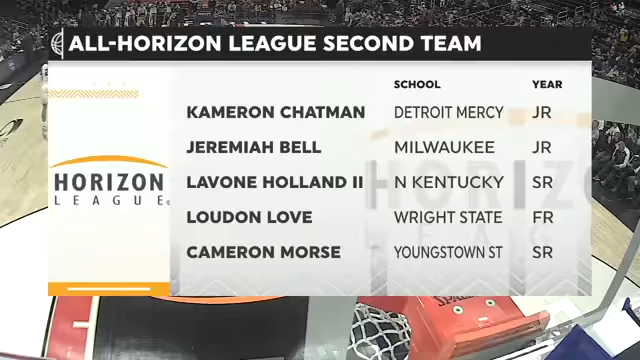 ALL-HORIZON LEAGUE SECOND TEAM
SCHOOL YEAR
KAMERON CHATMAN DETROIT MERCY JR
JEREMIAH BELL MILWAUKEE JR
LAVONE HOLLAND II N KENTUCKY SR
LOUDON LOVE WRIGHT STATE FR
CAMERON MORSE YOUNGSTOWN ST SR
HORIZON
LEAGUE